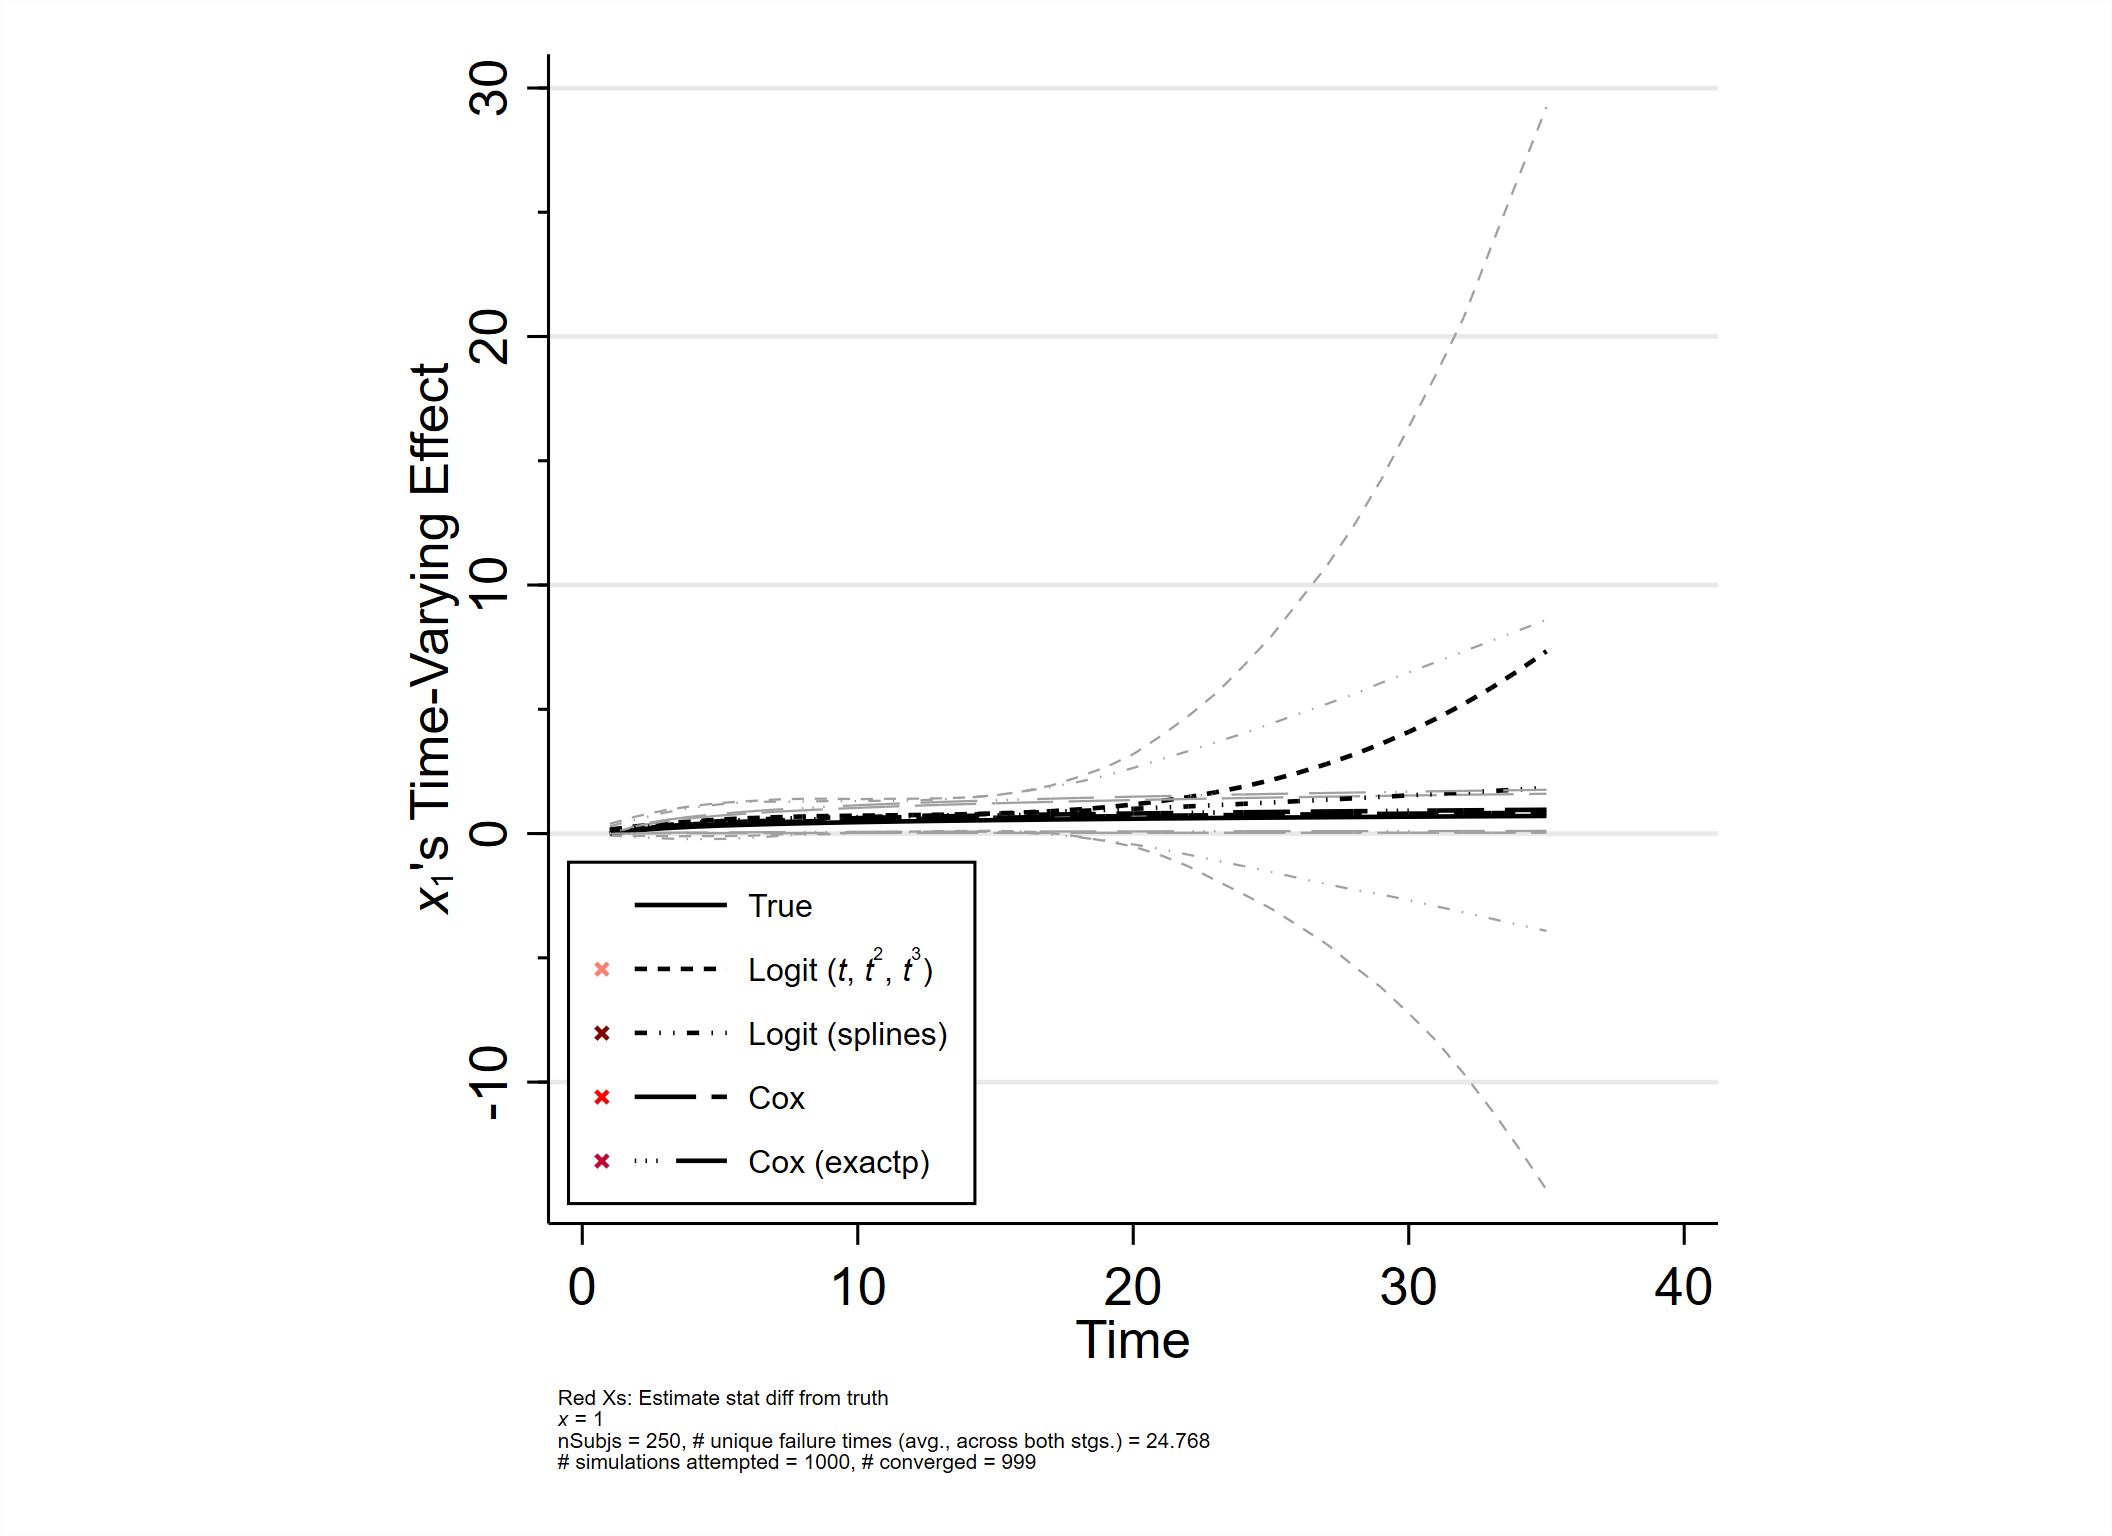 30
20
10
0
-10
x₁'s Time-Varying Effect
True
Logit (t, t², t³)
Logit (splines)
Cox
Cox (exactp)
0 10 20 30 40
Time
Red Xs: Estimate stat diff from truth
x = 1
nSubjs = 250, # unique failure times (avg., across both stgs.) = 24.768
# simulations attempted = 1000, # converged = 999